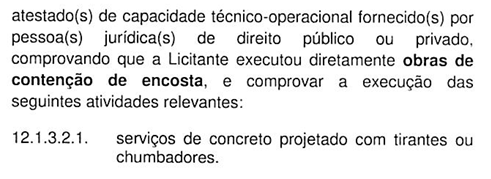 atestado(s) de capacidade técnico-operacional fornecido(s) por
pessoa(s) jurídica(s) de direito público ou privado,
comprovando que a Licitante executou diretamente obras de
contenção de encosta, e comprovar a execução das
seguintes atividades relevantes:
12.1.3.2.1. serviços de concreto projetado com tirantes ou
chumbadores.